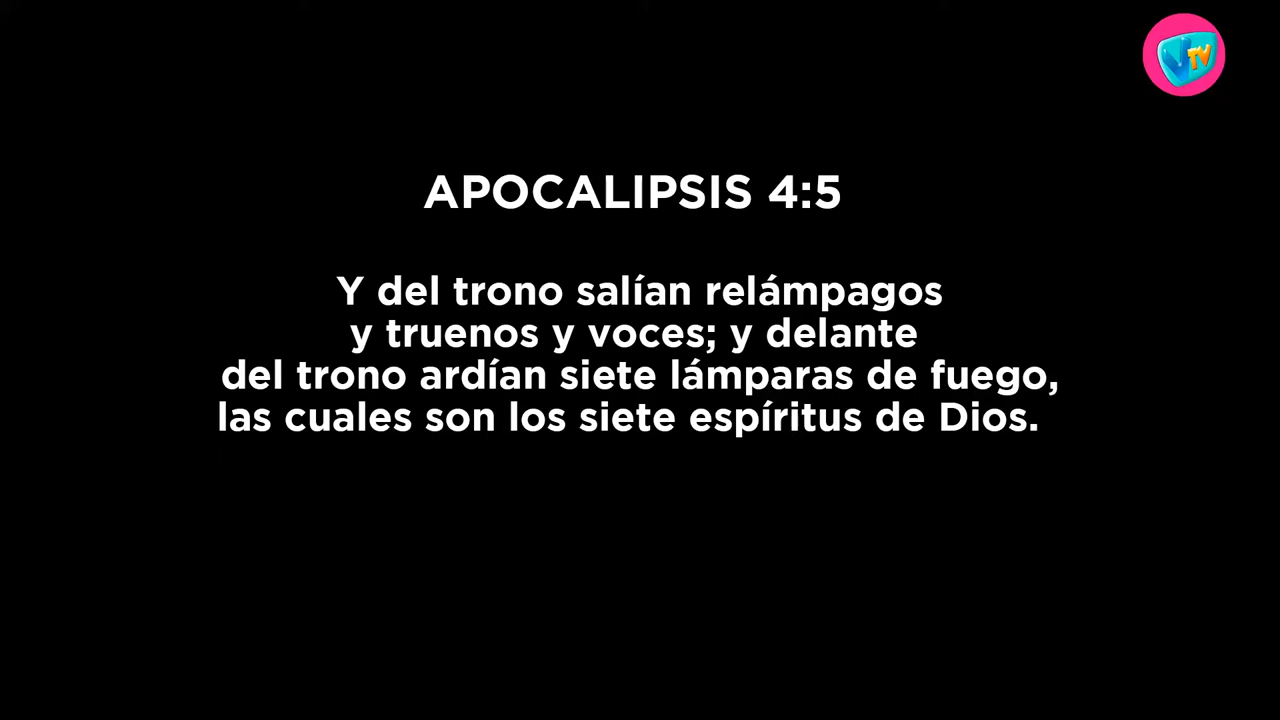 TV
APOCALIPSIS 4:5
Y del trono salían relámpagos
y truenos y voces; y delante
del trono ardían siete lámparas de fuego,
las cuales son los siete espíritus de Dios.